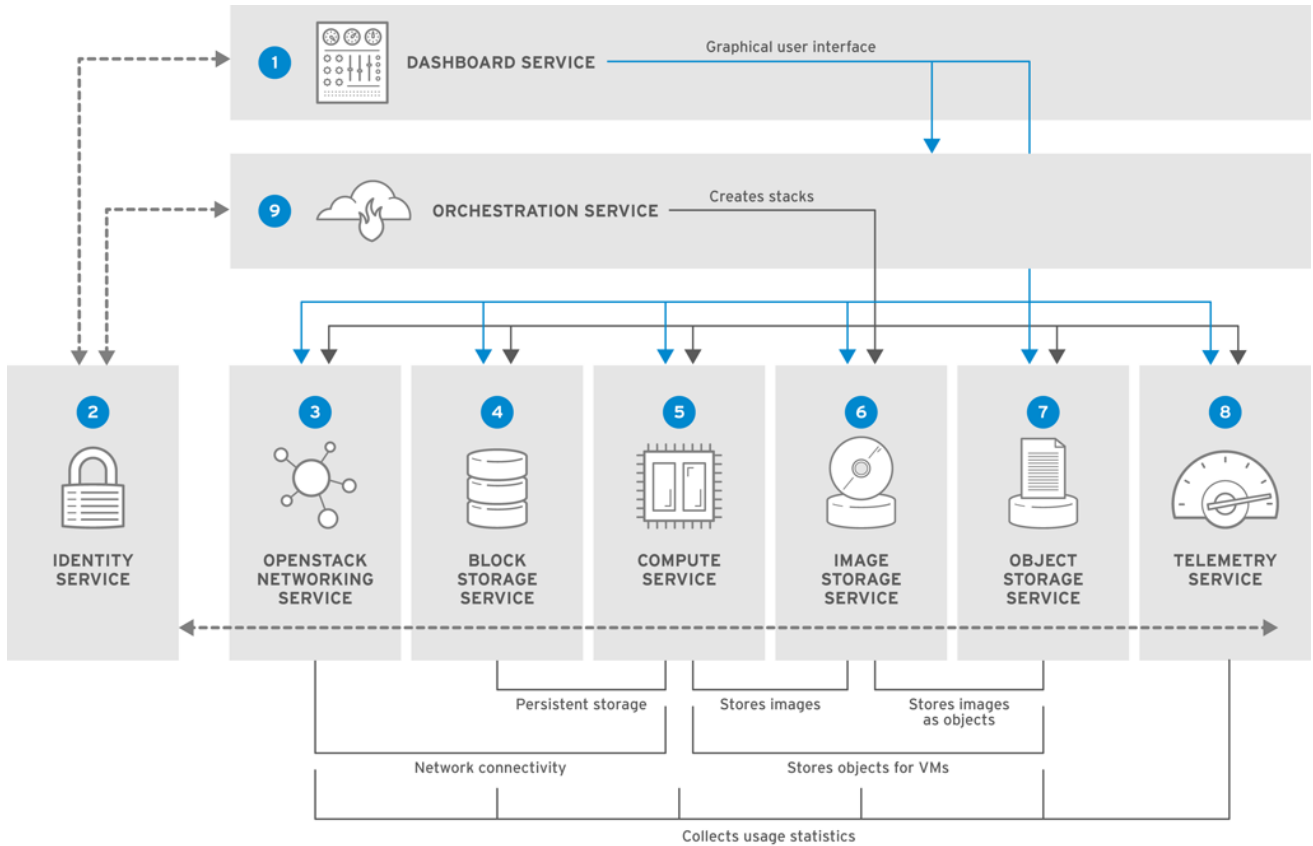 1
DASHBOARD SERVICE
Graphical user interface
9
ORCHESTRATION SERVICE
Creates stacks
2
IDENTITY
SERVICE
3
OPENSTACK
NETWORKING
SERVICE
4
BLOCK
STORAGE
SERVICE
5
COMPUTE
SERVICE
6
IMAGE
STORAGE
SERVICE
7
OBJECT
STORAGE
SERVICE
8
TELEMETRY
SERVICE
Persistent storage
Stores images
Stores images
as objects
Network connectivity
Stores objects for VMs
Collects usage statistics